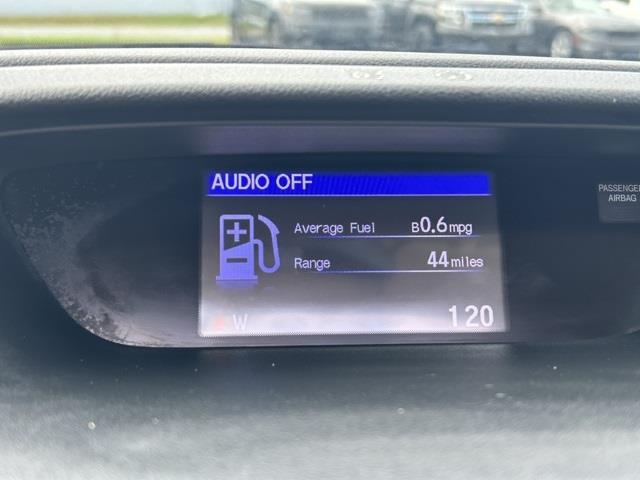 AUDIO OFF
PASSENGER
AIRBAG
Average Fuel B0.6mpg
Range 44miles
W 120